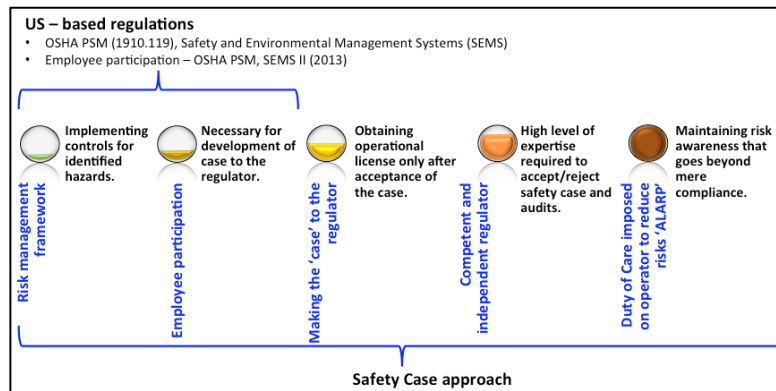 US – based regulations
• OSHA PSM (1910.119), Safety and Environmental Management Systems (SEMS)
• Employee participation – OSHA PSM, SEMS II (2013)
Implementing
controls for
identified
hazards.
Necessary for
development of
case to the
regulator.
Obtaining
operational
license only after
acceptance of
the case.
High level of
expertise
required to
accept/reject
safety case and
audits.
Maintaining risk
awareness that
goes beyond
mere
compliance.
Risk management
framework
Employee participation
Making the ‘case’ to the
regulator
Competent and
independent regulator
Duty of Care imposed
on operator to reduce
risks ‘ALARP’
Safety Case approach